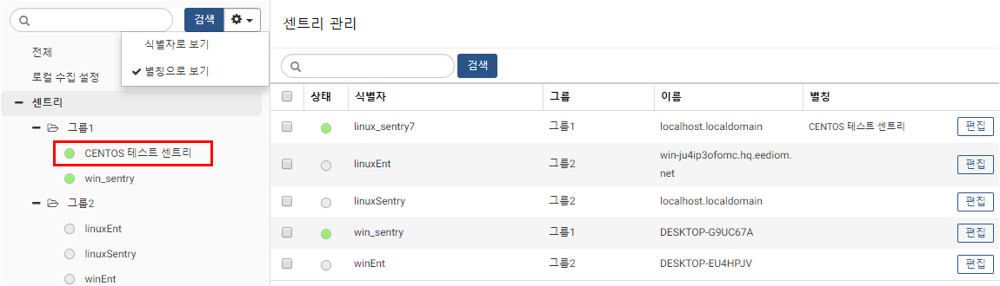 검색
식별자로 보기
별칭으로 보기
전체
로컬 수집 설정
센트리
그룹1
CENTOS 테스트 센트리
win_sentry
그룹2
linuxEnt
linuxSentry
winEnt
센트리 관리
검색
상태 식별자 그룹 이름 별칭
linux_sentry7 그룹1 localhost.localdomain CENTOS 테스트 센트리 편집
linuxEnt 그룹2 win-ju4ip3ofomc.hq.eediom.
net 편집
linuxSentry 그룹2 localhost.localdomain 편집
win_sentry 그룹1 DESKTOP-G9UC67A 편집
winEnt 그룹2 DESKTOP-EU4HPJV 편집